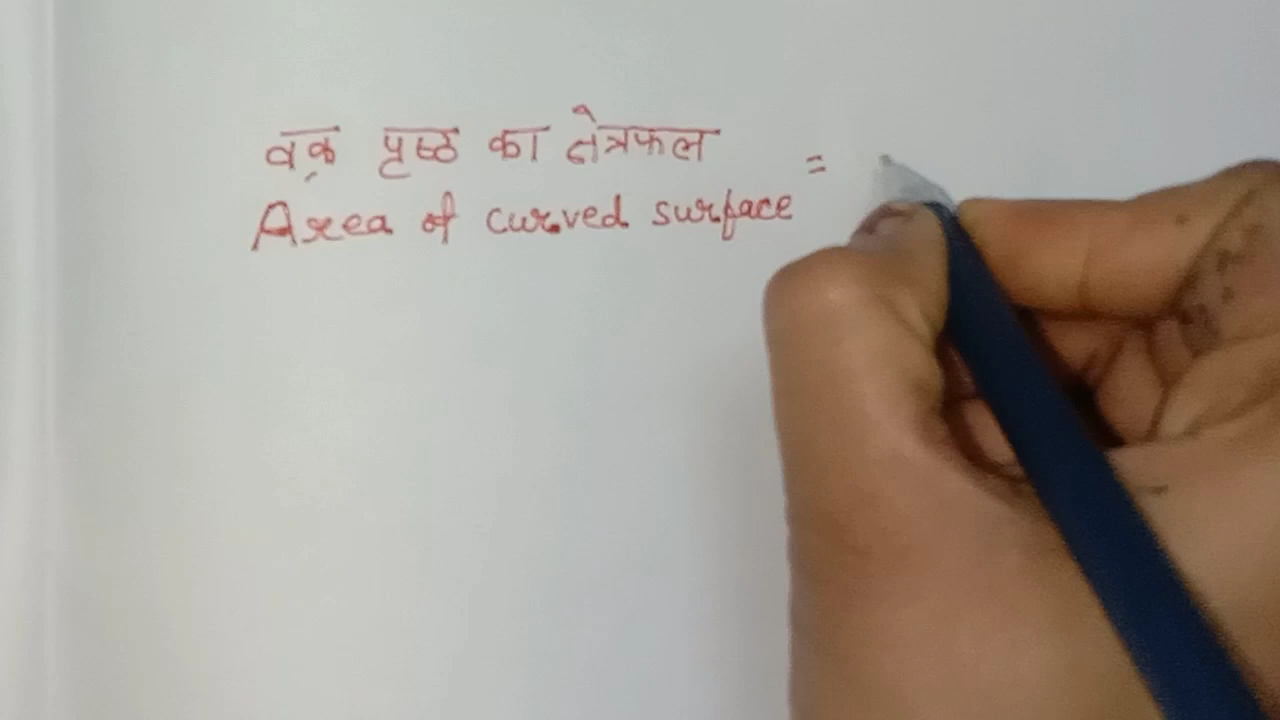 वक्र पृष्ठ का क्षेत्रफल
Area of curved surface =